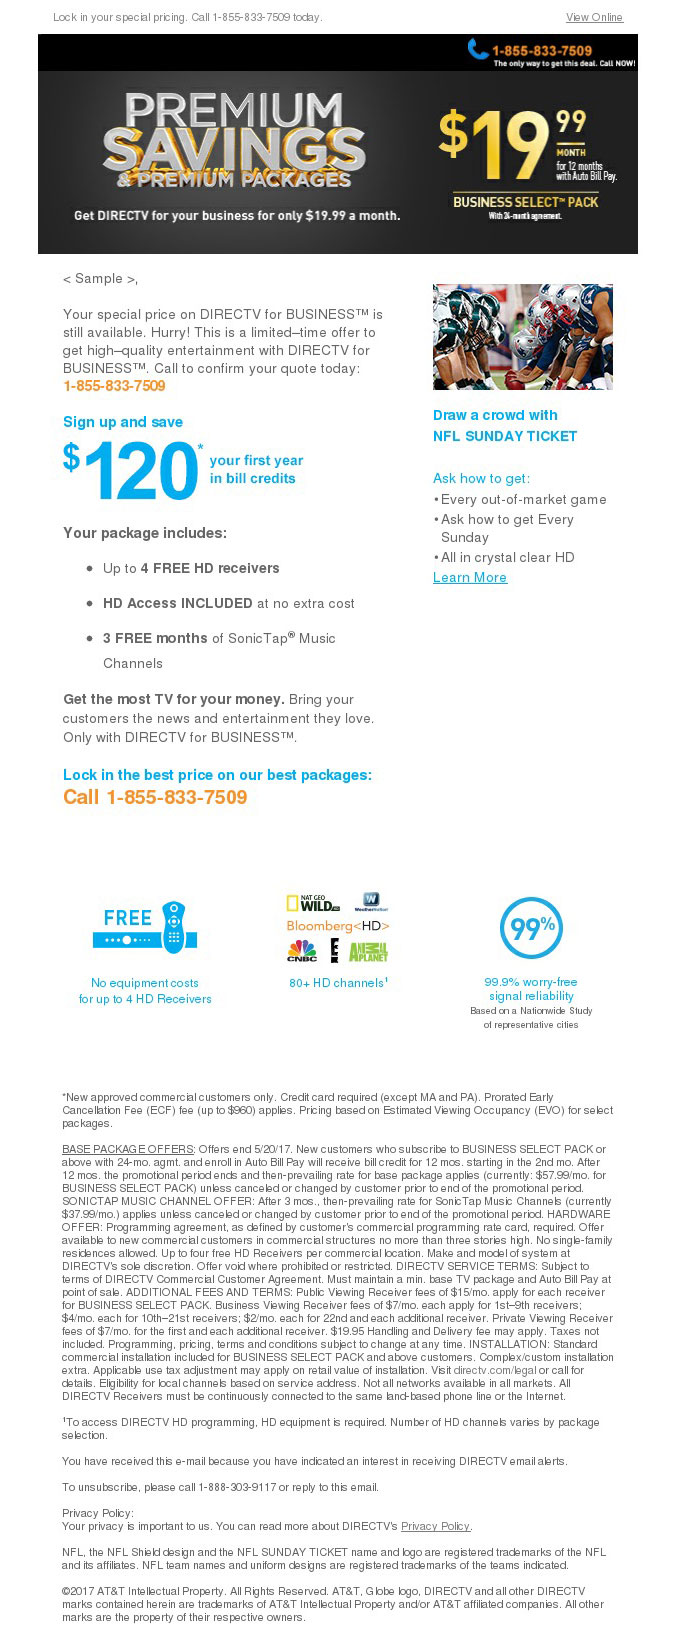 Lock in your special pricing. Call 1-855-833-7509 today.
View Online
1-855-833-7509
The only way to get this deal. Call NOW!
PREMIUM
SAVINGS
& PREMIUM PACKAGES
Get DIRECTV for your business for only $19.99 a month.
$19 99
MONTH
for 12 months
with Auto Bill Pay.
BUSINESS SELECT™ PACK
With 24-month agreement.
< Sample >,
Your special price on DIRECTV for BUSINESS™ is
still available. Hurry! This is a limited–time offer to
get high–quality entertainment with DIRECTV for
BUSINESS™. Call to confirm your quote today:
1-855-833-7509
Sign up and save
$120* your first year
in bill credits
Your package includes:
• Up to 4 FREE HD receivers
• HD Access INCLUDED at no extra cost
• 3 FREE months of SonicTap® Music
Channels
Get the most TV for your money. Bring your
customers the news and entertainment they love.
Only with DIRECTV for BUSINESS™.
Lock in the best price on our best packages:
Call 1-855-833-7509
Draw a crowd with
NFL SUNDAY TICKET
Ask how to get:
• Every out-of-market game
• Ask how to get Every
Sunday
• All in crystal clear HD
Learn More
FREE
No equipment costs
for up to 4 HD Receivers
NAT GEO
WILD HD
WeatherNation
Bloomberg<HD>
CNBC
E
ANIMAL
PLANET
80+ HD channels¹
99%
99.9% worry-free
signal reliability
Based on a Nationwide Study
of representative cities
*New approved commercial customers only. Credit card required (except MA and PA). Prorated Early
Cancellation Fee (ECF) fee (up to $960) applies. Pricing based on Estimated Viewing Occupancy (EVO) for select
packages.
BASE PACKAGE OFFERS: Offers end 5/20/17. New customers who subscribe to BUSINESS SELECT PACK or
above with 24-mo. agmt. and enroll in Auto Bill Pay will receive bill credit for 12 mos. starting in the 2nd mo. After
12 mos. the promotional period ends and then-prevailing rate for base package applies (currently: $57.99/mo. for
BUSINESS SELECT PACK) unless canceled or changed by customer prior to end of the promotional period.
SONICTAP MUSIC CHANNEL OFFER: After 3 mos., then-prevailing rate for SonicTap Music Channels (currently
$37.99/mo.) applies unless canceled or changed by customer prior to end of the promotional period. HARDWARE
OFFER: Programming agreement, as defined by customer's commercial programming rate card, required. Offer
available to new commercial customers in commercial structures no more than three stories high. No single-family
residences allowed. Up to four free HD Receivers per commercial location. Make and model of system at
DIRECTV's sole discretion. Offer void where prohibited or restricted. DIRECTV SERVICE TERMS: Subject to
terms of DIRECTV Commercial Customer Agreement. Must maintain a min. base TV package and Auto Bill Pay at
point of sale. ADDITIONAL FEES AND TERMS: Public Viewing Receiver fees of $15/mo. apply for each receiver
for BUSINESS SELECT PACK. Business Viewing Receiver fees of $7/mo. each apply for 1st–9th receivers;
$4/mo. each for 10th–21st receivers; $2/mo. each for 22nd and each additional receiver. Private Viewing Receiver
fees of $7/mo. for the first and each additional receiver. $19.95 Handling and Delivery fee may apply. Taxes not
included. Programming, pricing, terms and conditions subject to change at any time. INSTALLATION: Standard
commercial installation included for BUSINESS SELECT PACK and above customers. Complex/custom installation
extra. Applicable use tax adjustment may apply on retail value of installation. Visit directv.com/legal or call for
details. Eligibility for local channels based on service address. Not all networks available in all markets. All
DIRECTV Receivers must be continuously connected to the same land-based phone line or the Internet.
¹To access DIRECTV HD programming, HD equipment is required. Number of HD channels varies by package
selection.
You have received this e-mail because you have indicated an interest in receiving DIRECTV email alerts.
To unsubscribe, please call 1-888-303-9117 or reply to this email.
Privacy Policy:
Your privacy is important to us. You can read more about DIRECTV's Privacy Policy.
NFL, the NFL Shield design and the NFL SUNDAY TICKET name and logo are registered trademarks of the NFL
and its affiliates. NFL team names and uniform designs are registered trademarks of the teams indicated.
©2017 AT&T Intellectual Property. All Rights Reserved. AT&T, Globe logo, DIRECTV and all other DIRECTV
marks contained herein are trademarks of AT&T Intellectual Property and/or AT&T affiliated companies. All other
marks are the property of their respective owners.